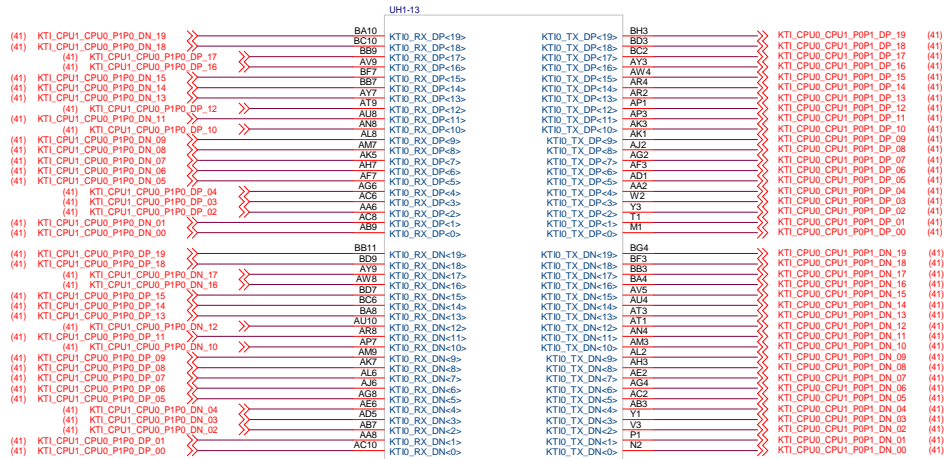 UH1-13
(41) KTI_CPU1_CPU0_P1P0_DN_19 BA10 KTI0_RX_DP<19> KTI0_TX_DP<19> BH3 KTI_CPU0_CPU1_P0P1_DP_19 (41)
(41) KTI_CPU1_CPU0_P1P0_DN_18 BC10 KTI0_RX_DP<18> KTI0_TX_DP<18> BD3 KTI_CPU0_CPU1_P0P1_DP_18 (41)
(41) KTI_CPU1_CPU0_P1P0_DP_17 BB9 KTI0_RX_DP<17> KTI0_TX_DP<17> BC2 KTI_CPU0_CPU1_P0P1_DP_17 (41)
(41) KTI_CPU1_CPU0_P1P0_DP_16 AV9 KTI0_RX_DP<16> KTI0_TX_DP<16> AY3 KTI_CPU0_CPU1_P0P1_DP_16 (41)
(41) KTI_CPU1_CPU0_P1P0_DN_15 BF7 KTI0_RX_DP<15> KTI0_TX_DP<15> AW4 KTI_CPU0_CPU1_P0P1_DP_15 (41)
(41) KTI_CPU1_CPU0_P1P0_DN_14 BB7 KTI0_RX_DP<14> KTI0_TX_DP<14> AR4 KTI_CPU0_CPU1_P0P1_DP_14 (41)
(41) KTI_CPU1_CPU0_P1P0_DN_13 AY7 KTI0_RX_DP<13> KTI0_TX_DP<13> AR2 KTI_CPU0_CPU1_P0P1_DP_13 (41)
(41) KTI_CPU1_CPU0_P1P0_DP_12 AT9 KTI0_RX_DP<12> KTI0_TX_DP<12> AP1 KTI_CPU0_CPU1_P0P1_DP_12 (41)
(41) KTI_CPU1_CPU0_P1P0_DN_11 AU8 KTI0_RX_DP<11> KTI0_TX_DP<11> AP3 KTI_CPU0_CPU1_P0P1_DP_11 (41)
(41) KTI_CPU1_CPU0_P1P0_DP_10 AN8 KTI0_RX_DP<10> KTI0_TX_DP<10> AK3 KTI_CPU0_CPU1_P0P1_DP_10 (41)
(41) KTI_CPU1_CPU0_P1P0_DN_09 AL8 KTI0_RX_DP<9> KTI0_TX_DP<9> AK1 KTI_CPU0_CPU1_P0P1_DP_09 (41)
(41) KTI_CPU1_CPU0_P1P0_DN_08 AM7 KTI0_RX_DP<8> KTI0_TX_DP<8> AJ2 KTI_CPU0_CPU1_P0P1_DP_08 (41)
(41) KTI_CPU1_CPU0_P1P0_DN_07 AK5 KTI0_RX_DP<7> KTI0_TX_DP<7> AG2 KTI_CPU0_CPU1_P0P1_DP_07 (41)
(41) KTI_CPU1_CPU0_P1P0_DN_06 AH7 KTI0_RX_DP<6> KTI0_TX_DP<6> AF3 KTI_CPU0_CPU1_P0P1_DP_06 (41)
(41) KTI_CPU1_CPU0_P1P0_DN_05 AF7 KTI0_RX_DP<5> KTI0_TX_DP<5> AD1 KTI_CPU0_CPU1_P0P1_DP_05 (41)
(41) KTI_CPU1_CPU0_P1P0_DP_04 AG6 KTI0_RX_DP<4> KTI0_TX_DP<4> AA2 KTI_CPU0_CPU1_P0P1_DP_04 (41)
(41) KTI_CPU1_CPU0_P1P0_DP_03 AC6 KTI0_RX_DP<3> KTI0_TX_DP<3> W2 KTI_CPU0_CPU1_P0P1_DP_03 (41)
(41) KTI_CPU1_CPU0_P1P0_DP_02 AA6 KTI0_RX_DP<2> KTI0_TX_DP<2> Y3 KTI_CPU0_CPU1_P0P1_DP_02 (41)
(41) KTI_CPU1_CPU0_P1P0_DN_01 AC8 KTI0_RX_DP<1> KTI0_TX_DP<1> T1 KTI_CPU0_CPU1_P0P1_DP_01 (41)
(41) KTI_CPU1_CPU0_P1P0_DN_00 AB9 KTI0_RX_DP<0> KTI0_TX_DP<0> M1 KTI_CPU0_CPU1_P0P1_DP_00 (41)
(41) KTI_CPU1_CPU0_P1P0_DP_19 BB11 KTI0_RX_DN<19> KTI0_TX_DN<19> BG4 KTI_CPU0_CPU1_P0P1_DN_19 (41)
(41) KTI_CPU1_CPU0_P1P0_DP_18 BD9 KTI0_RX_DN<18> KTI0_TX_DN<18> BF3 KTI_CPU0_CPU1_P0P1_DN_18 (41)
(41) KTI_CPU1_CPU0_P1P0_DN_17 AY9 KTI0_RX_DN<17> KTI0_TX_DN<17> BB3 KTI_CPU0_CPU1_P0P1_DN_17 (41)
(41) KTI_CPU1_CPU0_P1P0_DN_16 AW8 KTI0_RX_DN<16> KTI0_TX_DN<16> BA4 KTI_CPU0_CPU1_P0P1_DN_16 (41)
(41) KTI_CPU1_CPU0_P1P0_DP_15 BD7 KTI0_RX_DN<15> KTI0_TX_DN<15> AV5 KTI_CPU0_CPU1_P0P1_DN_15 (41)
(41) KTI_CPU1_CPU0_P1P0_DP_14 BC6 KTI0_RX_DN<14> KTI0_TX_DN<14> AU4 KTI_CPU0_CPU1_P0P1_DN_14 (41)
(41) KTI_CPU1_CPU0_P1P0_DP_13 BA8 KTI0_RX_DN<13> KTI0_TX_DN<13> AT3 KTI_CPU0_CPU1_P0P1_DN_13 (41)
(41) KTI_CPU1_CPU0_P1P0_DN_12 AU10 KTI0_RX_DN<12> KTI0_TX_DN<12> AT1 KTI_CPU0_CPU1_P0P1_DN_12 (41)
(41) KTI_CPU1_CPU0_P1P0_DP_11 AR8 KTI0_RX_DN<11> KTI0_TX_DN<11> AN4 KTI_CPU0_CPU1_P0P1_DN_11 (41)
(41) KTI_CPU1_CPU0_P1P0_DN_10 AP7 KTI0_RX_DN<10> KTI0_TX_DN<10> AM3 KTI_CPU0_CPU1_P0P1_DN_10 (41)
(41) KTI_CPU1_CPU0_P1P0_DP_09 AM9 KTI0_RX_DN<9> KTI0_TX_DN<9> AL2 KTI_CPU0_CPU1_P0P1_DN_09 (41)
(41) KTI_CPU1_CPU0_P1P0_DP_08 AK7 KTI0_RX_DN<8> KTI0_TX_DN<8> AH3 KTI_CPU0_CPU1_P0P1_DN_08 (41)
(41) KTI_CPU1_CPU0_P1P0_DP_07 AL6 KTI0_RX_DN<7> KTI0_TX_DN<7> AE2 KTI_CPU0_CPU1_P0P1_DN_07 (41)
(41) KTI_CPU1_CPU0_P1P0_DP_06 AJ6 KTI0_RX_DN<6> KTI0_TX_DN<6> AG4 KTI_CPU0_CPU1_P0P1_DN_06 (41)
(41) KTI_CPU1_CPU0_P1P0_DP_05 AG8 KTI0_RX_DN<5> KTI0_TX_DN<5> AC2 KTI_CPU0_CPU1_P0P1_DN_05 (41)
(41) KTI_CPU1_CPU0_P1P0_DN_04 AE6 KTI0_RX_DN<4> KTI0_TX_DN<4> AB3 KTI_CPU0_CPU1_P0P1_DN_04 (41)
(41) KTI_CPU1_CPU0_P1P0_DN_03 AD5 KTI0_RX_DN<3> KTI0_TX_DN<3> Y1 KTI_CPU0_CPU1_P0P1_DN_03 (41)
(41) KTI_CPU1_CPU0_P1P0_DN_02 AB7 KTI0_RX_DN<2> KTI0_TX_DN<2> V3 KTI_CPU0_CPU1_P0P1_DN_02 (41)
(41) KTI_CPU1_CPU0_P1P0_DP_01 AA8 KTI0_RX_DN<1> KTI0_TX_DN<1> P1 KTI_CPU0_CPU1_P0P1_DN_01 (41)
(41) KTI_CPU1_CPU0_P1P0_DP_00 AC10 KTI0_RX_DN<0> KTI0_TX_DN<0> N2 KTI_CPU0_CPU1_P0P1_DN_00 (41)